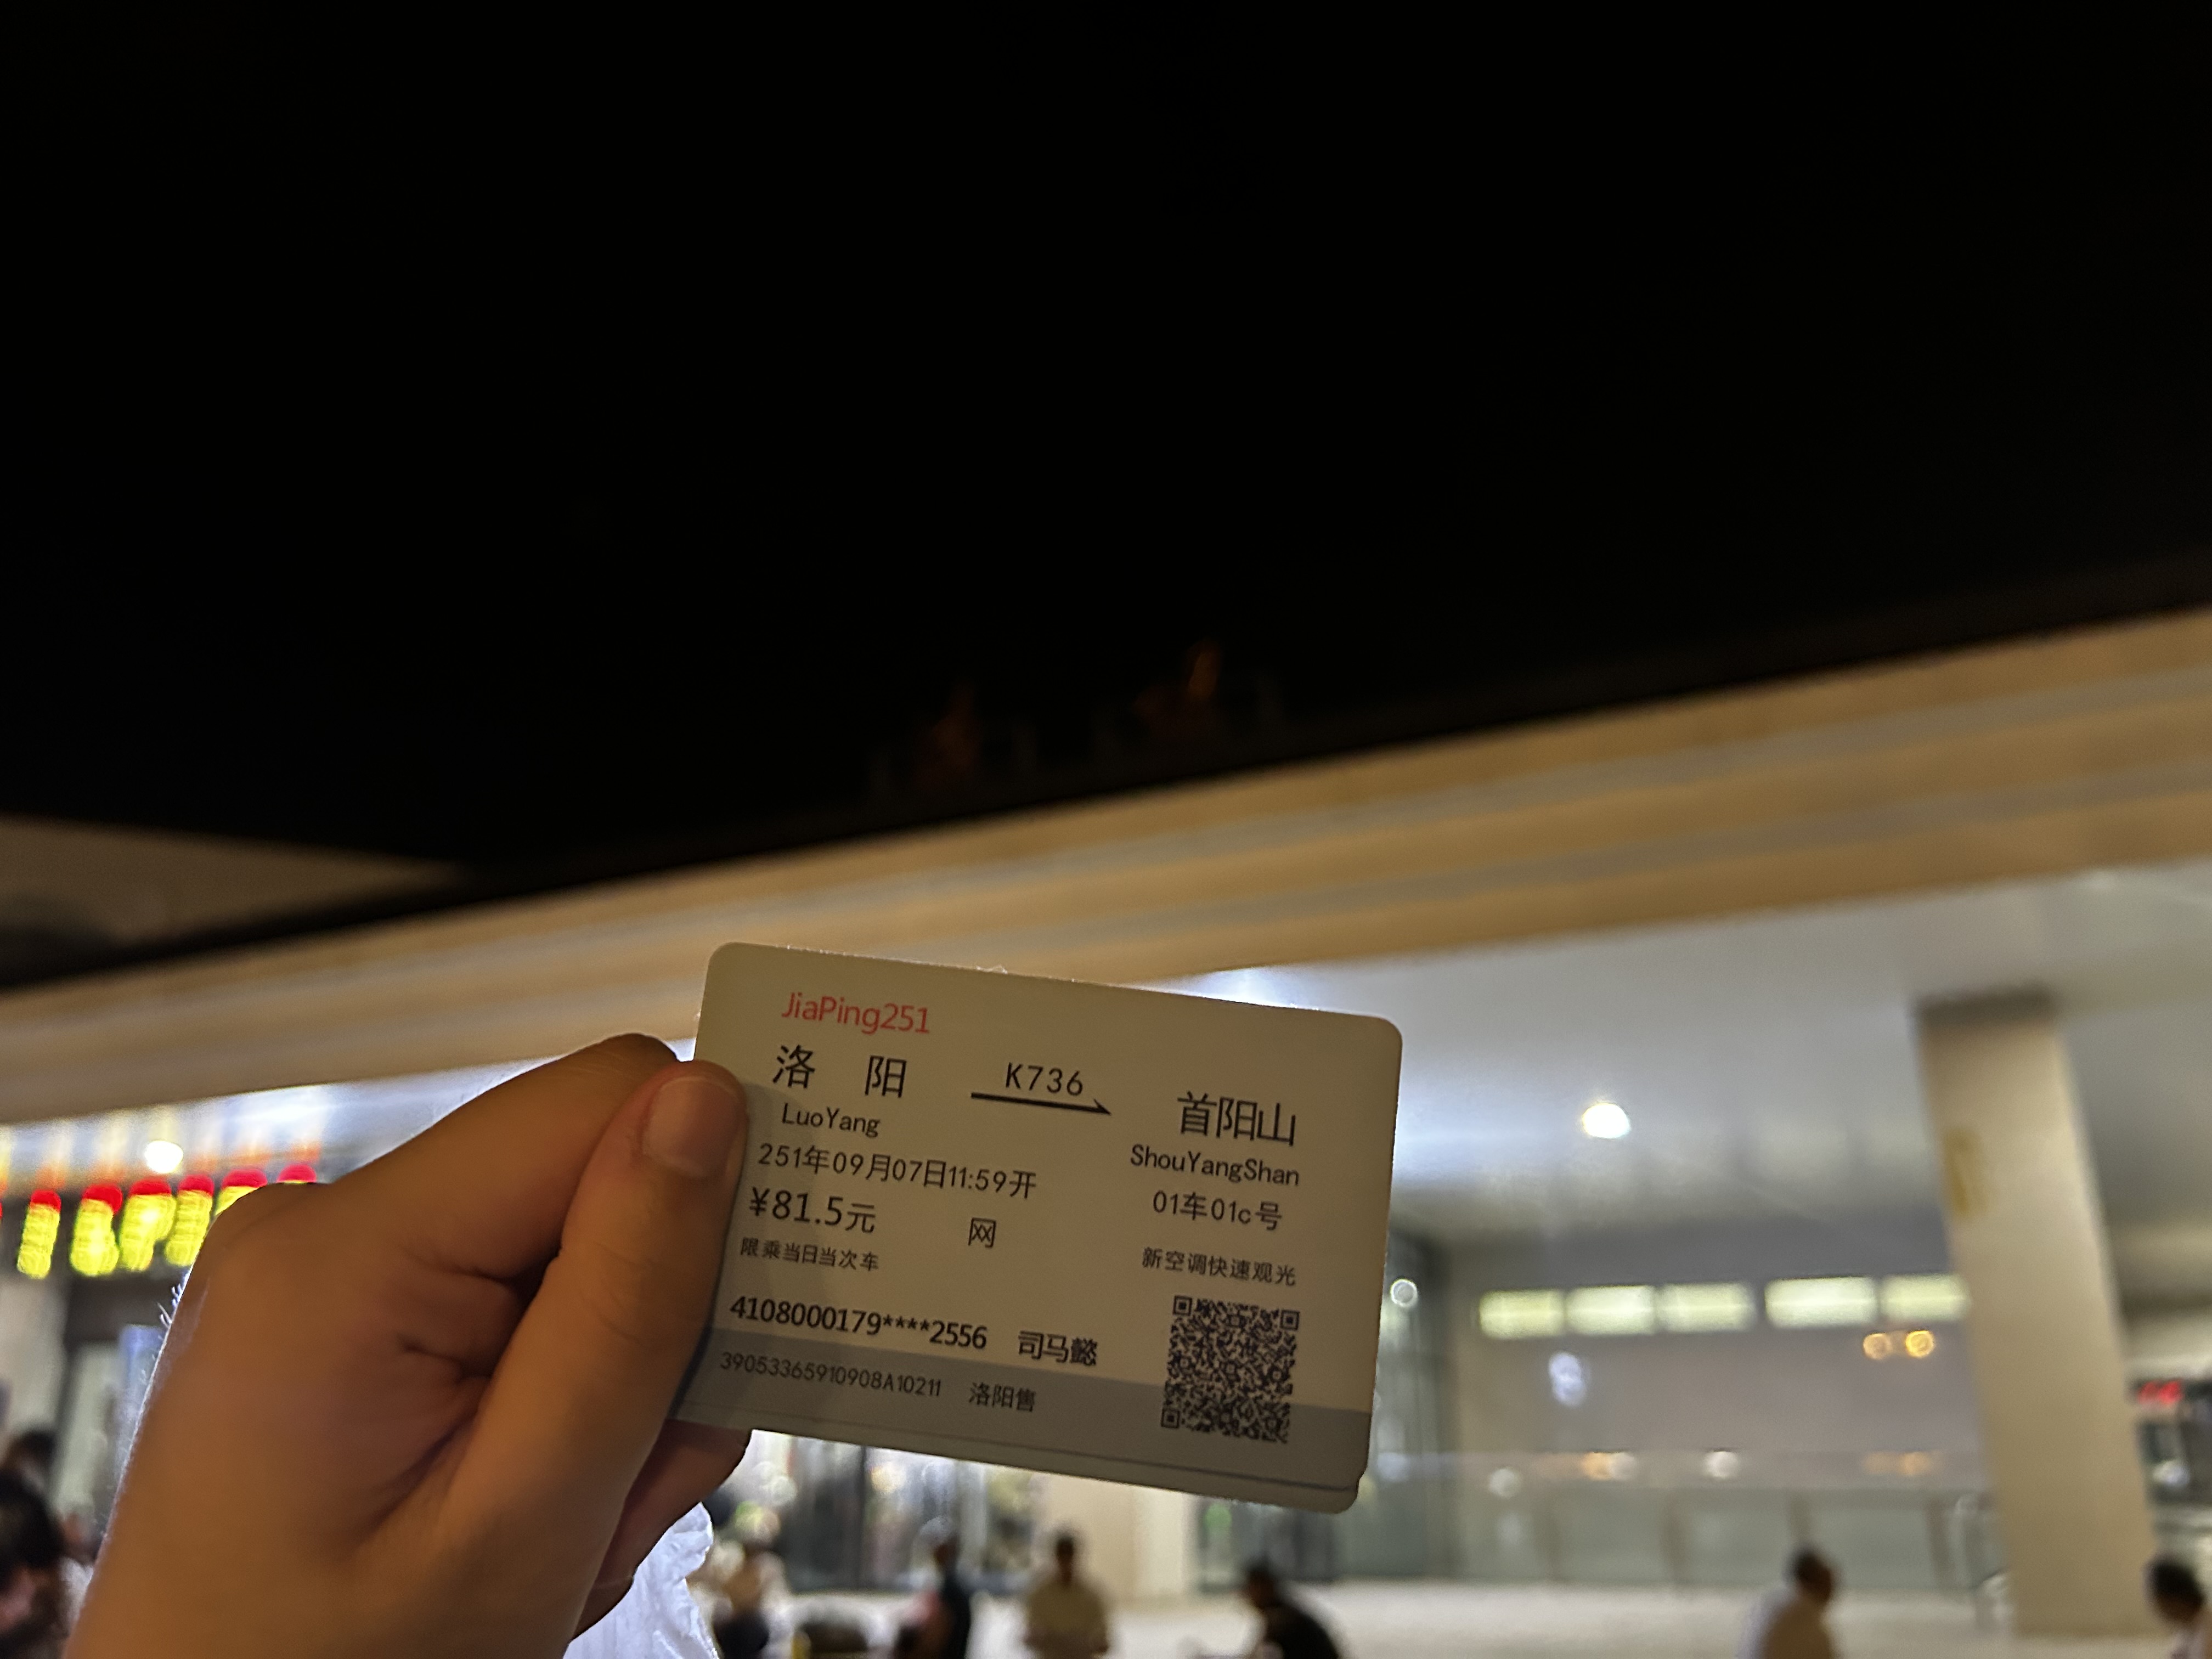 JiaPing251
洛阳 K736 首阳山
LuoYang ShouYangShan
251年09月07日11:59开 01车01c号
¥81.5元 网
限乘当日当次车 新空调快速观光
4108000179****2556 司马懿
39053365910908A10211 洛阳售